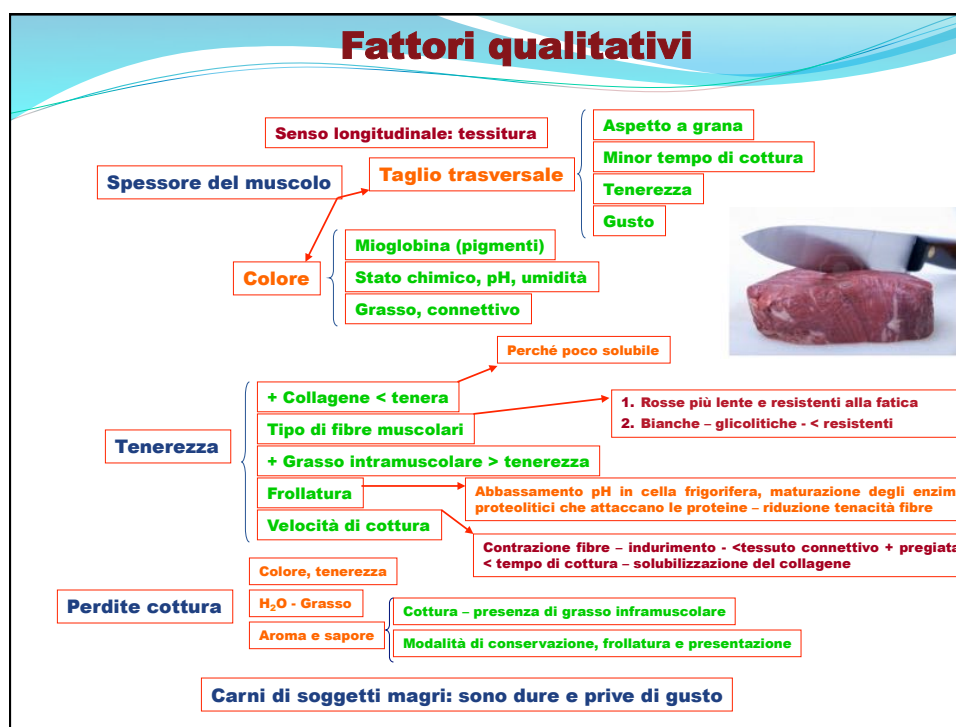 Fattori qualitativi
Senso longitudinale: tessitura
Spessore del muscolo
Taglio trasversale
Aspetto a grana
Minor tempo di cottura
Tenerezza
Gusto
Colore
Mioglobina (pigmenti)
Stato chimico, pH, umidità
Grasso, connettivo
Perché poco solubile
Tenerezza
+ Collagene < tenera
Tipo di fibre muscolari
+ Grasso intramuscolare > tenerezza
Frollatura
Velocità di cottura
1. Rosse più lente e resistenti alla fatica
2. Bianche – glicolitiche - < resistenti
Abbassamento pH in cella frigorifera, maturazione degli enzim
proteolitici che attaccano le proteine – riduzione tenacità fibre
Contrazione fibre – indurimento - <tessuto connettivo + pregiata
< tempo di cottura – solubilizzazione del collagene
Perdite cottura
Colore, tenerezza
H₂O - Grasso
Aroma e sapore
Cottura – presenza di grasso inframuscolare
Modalità di conservazione, frollatura e presentazione
Carni di soggetti magri: sono dure e prive di gusto